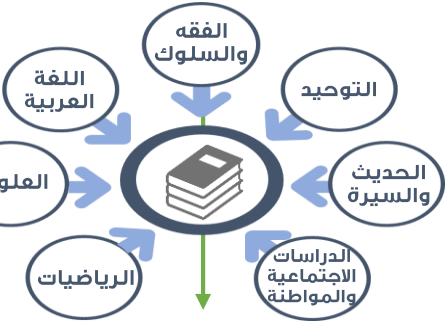 الفقه
والسلوك
التوحيد
اللغة
العربية
الحديث
والسيرة
الدراسات
الاجتماعية
والمواطنة
الرياضيات